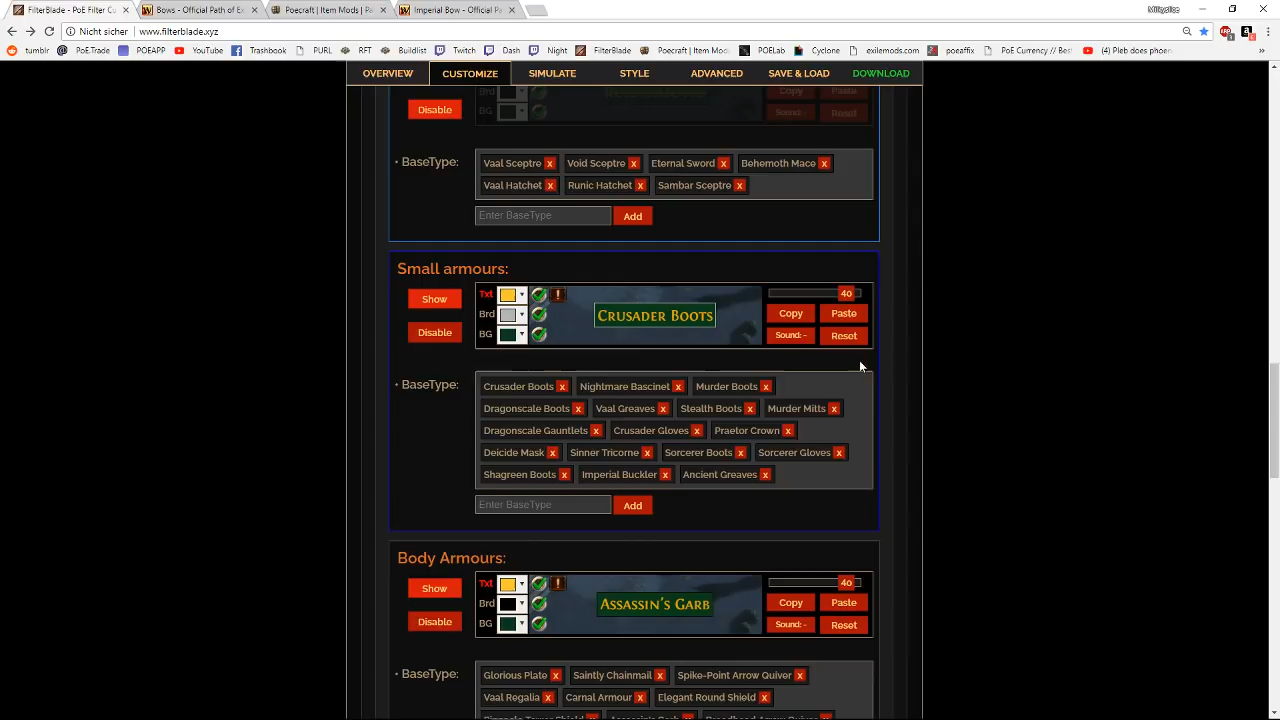 FilterBlade - PoE Filter Cu
Bows - Official Path of Ex
Poecraft | Item Mods | Pa
Imperial Bow - Official Pa
Milkyslice
Nicht sicher
www.filterblade.xyz
tumblr
PoE.Trade
POEAPP
YouTube
Trashbook
PURL
RFT
Buildlist
Twitch
Dansh
Night
FilterBlade
Poecraft | Item Mods
POELab
Cyclone
exilemods.com
poeaffix
PoE Currency // Best
(4) Pleb does phoen
OVERVIEW
CUSTOMIZE
SIMULATE
STYLE
ADVANCED
SAVE & LOAD
DOWNLOAD
Brd
Copy
Paste
Disable
BG
Sound: -
Reset
• BaseType:
Vaal Sceptre x
Void Sceptre x
Eternal Sword x
Behemoth Mace x
Vaal Hatchet x
Runic Hatchet x
Sambar Sceptre x
Enter BaseType
Add
Small armours:
Show
Txt
!
40
Brd
CRUSADER BOOTS
Copy
Paste
Disable
BG
Sound: -
Reset
• BaseType:
Crusader Boots x
Nightmare Bascinet x
Murder Boots x
Dragonscale Boots x
Vaal Greaves x
Stealth Boots x
Murder Mitts x
Dragonscale Gauntlets x
Crusader Gloves x
Praetor Crown x
Deicide Mask x
Sinner Tricorne x
Sorcerer Boots x
Sorcerer Gloves x
Shagreen Boots x
Imperial Buckler x
Ancient Greaves x
Enter BaseType
Add
Body Armours:
Show
Txt
!
40
Brd
ASSASSIN'S GARB
Copy
Paste
Disable
BG
Sound: -
Reset
• BaseType:
Glorious Plate x
Saintly Chainmail x
Spike-Point Arrow Quiver x
Vaal Regalia x
Carnal Armour x
Elegant Round Shield x